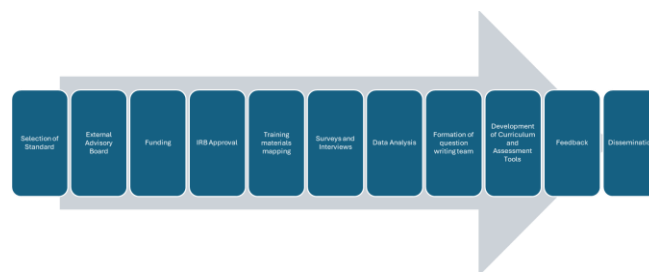 Selection of
Standard
External
Advisory
Board
Funding
IRB Approval
Training
materials
mapping
Surveys and
Interviews
Data Analysis
Formation of
question
writing team
Development
of Curriculum
and
Assessment
Tools
Feedback
Dissemination